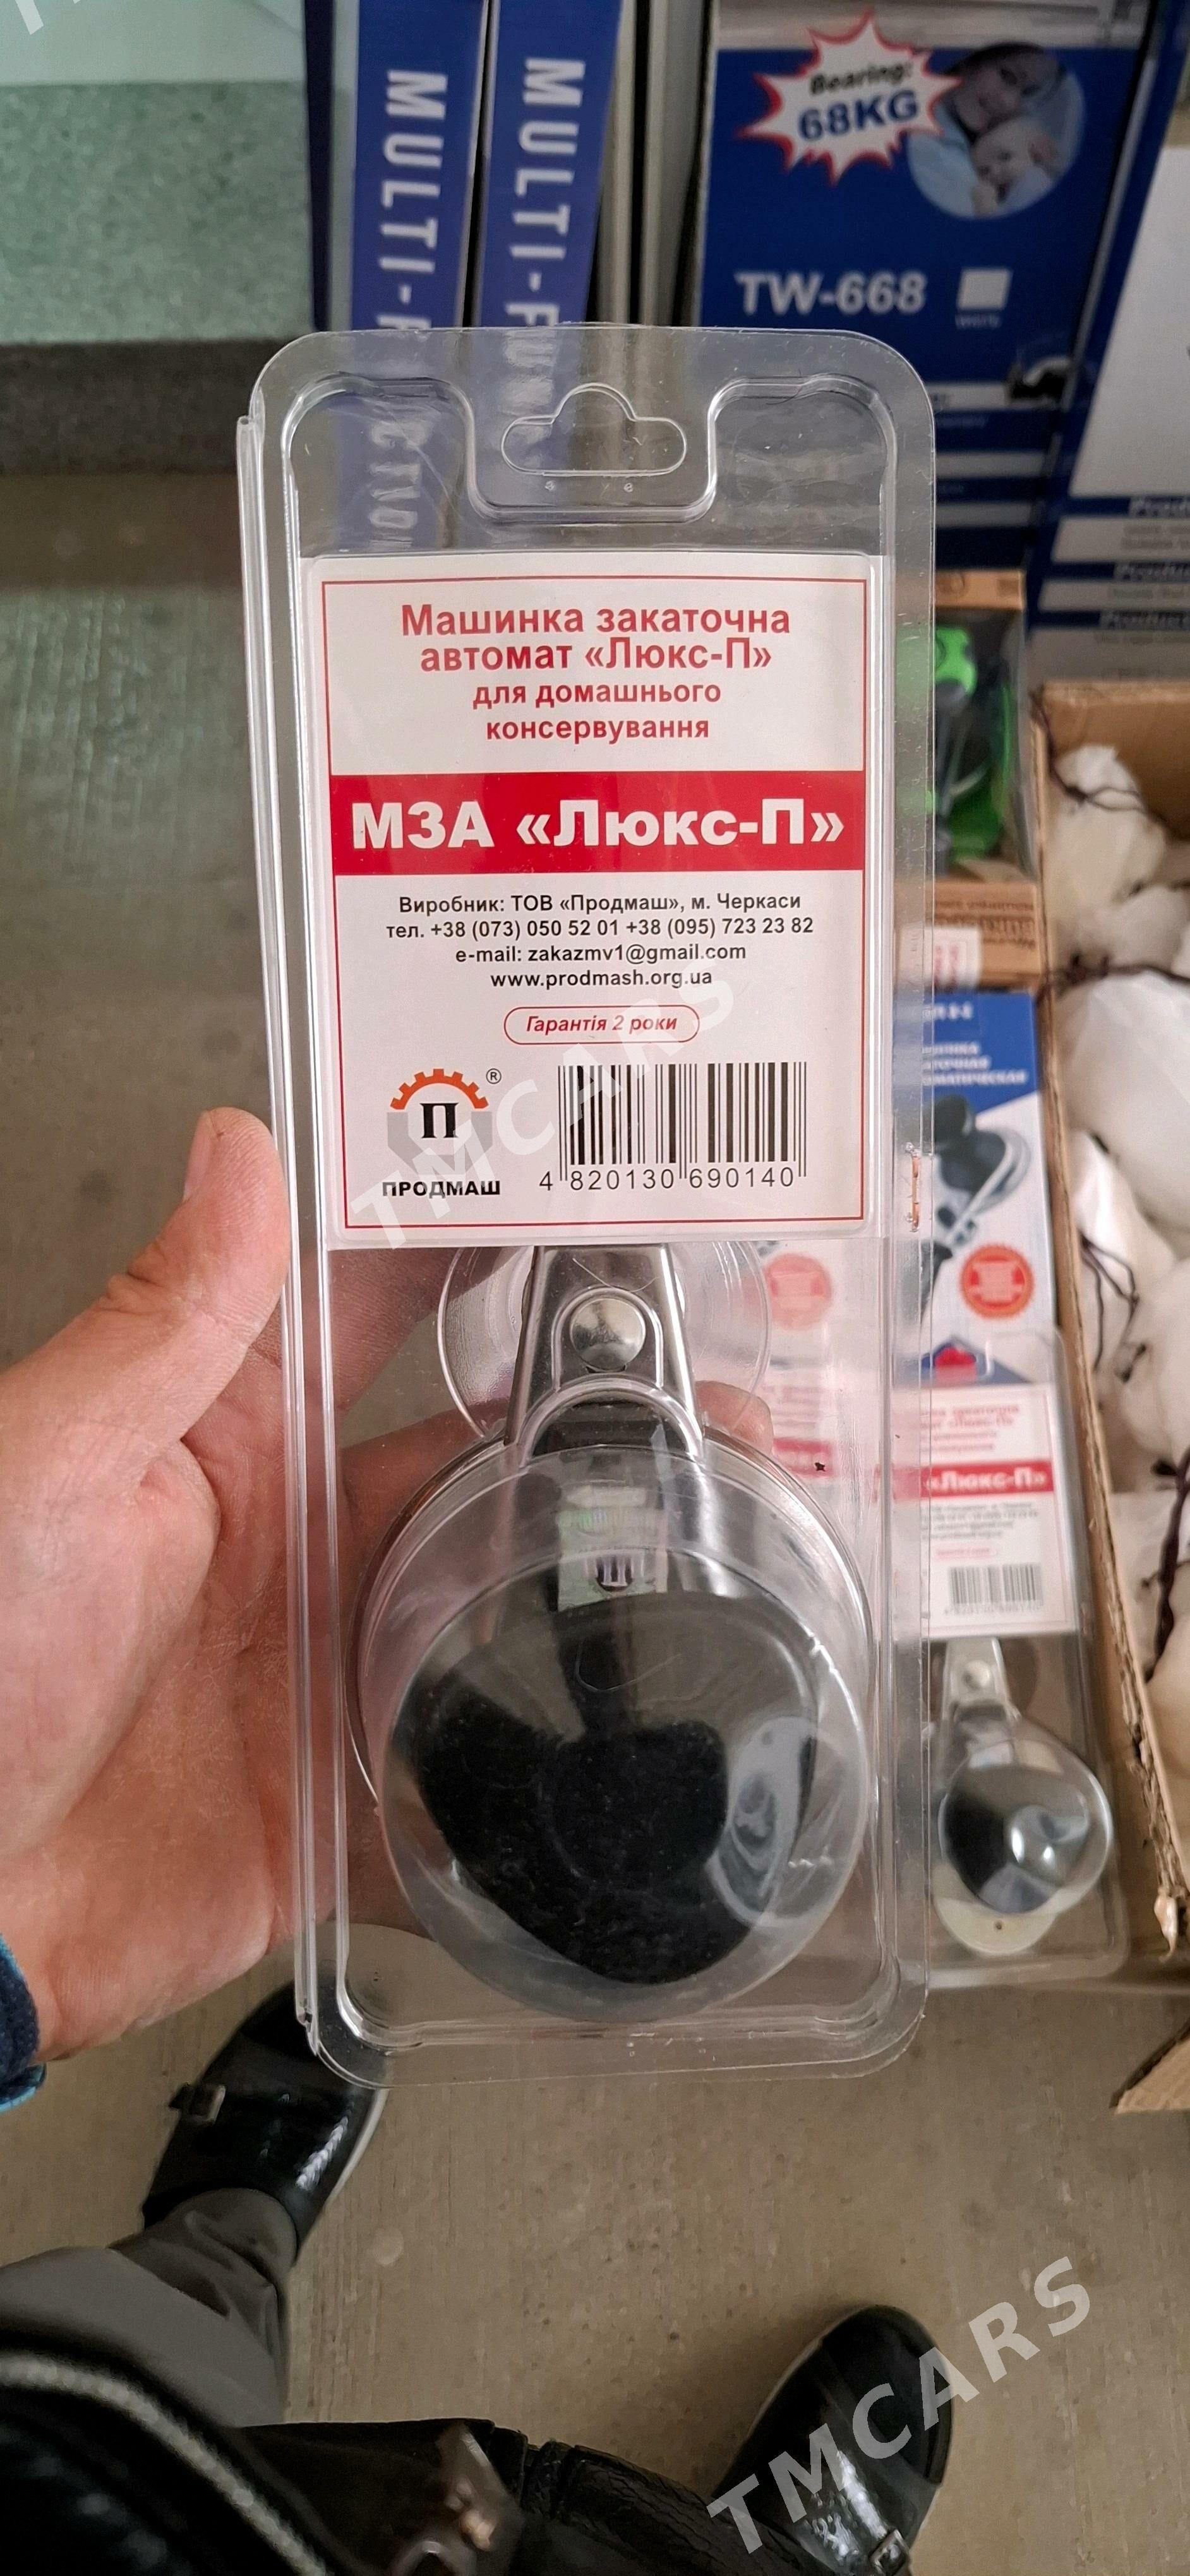 MULTI-F
MULTI-FUN
Bearing:
68KG
TW-668
Машинка закаточна
автомат «Люкс-П»
для домашнього
консервування
МЗА «Люкс-П»
Виробник: ТОВ «Продмаш», м. Черкаси
тел. +38 (073) 050 52 01 +38 (095) 723 23 82
e-mail: zakazmv1@gmail.com
www.prodmash.org.ua
Гарантія 2 роки
П
®
ПРОДМАШ
4 820130 690140
«Люкс-П»
TMCARS
TMCARS